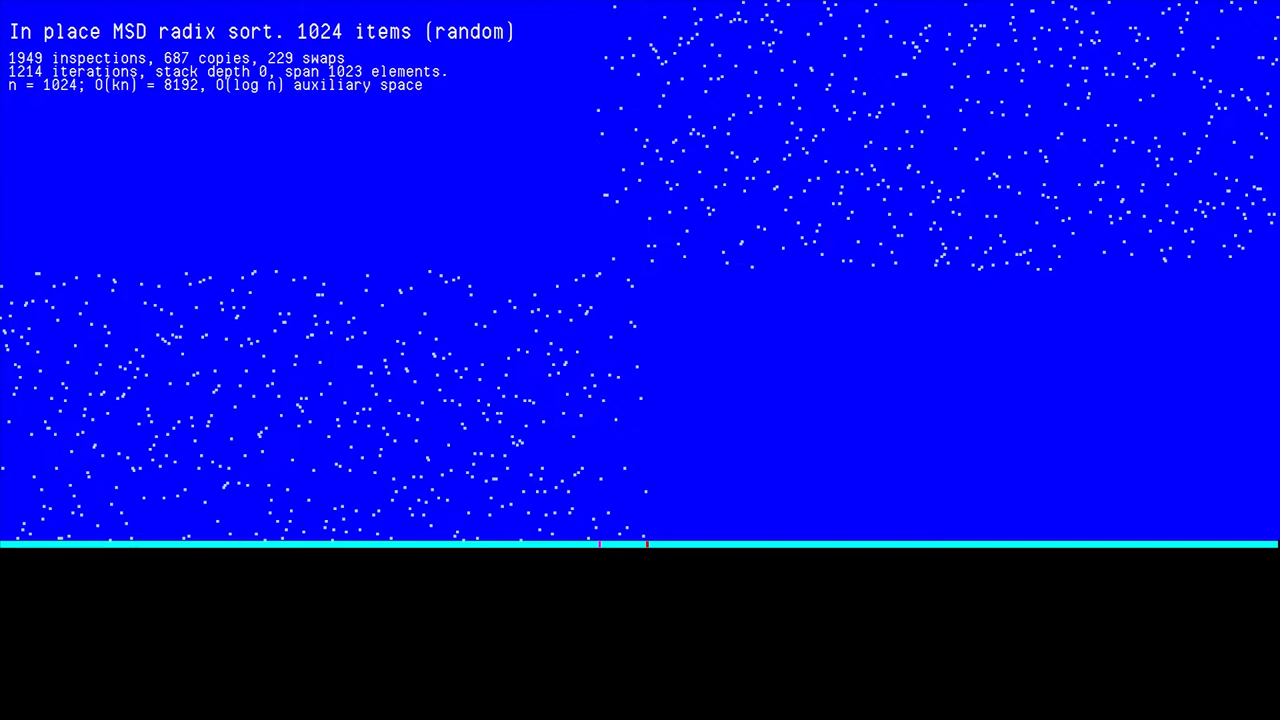 In place MSD radix sort. 1024 items (random)
1949 inspections, 687 copies, 229 swaps
1214 iterations, stack depth 0, span 1023 elements.
n = 1024; O(kn) = 8192, O(log n) auxiliary space